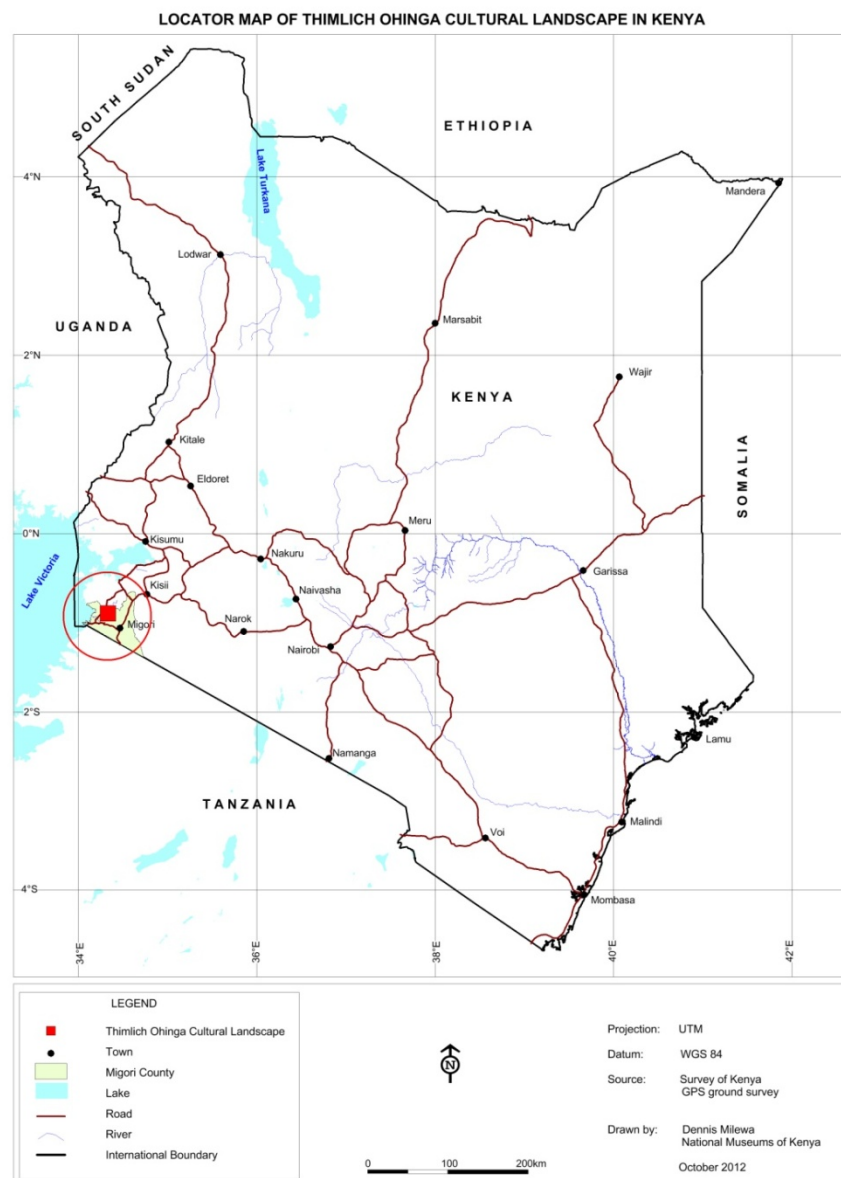 LOCATOR MAP OF THIMLICH OHINGA CULTURAL LANDSCAPE IN KENYA
SOUTH SUDAN
ETHIOPIA
4°N
Lake Turkana
Mandera
Lodwar
UGANDA
Marsabit
2°N
Wajir
KENYA
Kitale
SOMALIA
Eldoret
Meru
0°N
Kisumu
Nakuru
Lake Victoria
Garissa
Kisii
Naivasha
Migori
Narok
Nairobi
2°S
Lamu
Namanga
TANZANIA
Malindi
Voi
4°S
Mombasa
34°E
36°E
38°E
40°E
42°E
LEGEND
Thimlich Ohinga Cultural Landscape
Town
Migori County
Lake
Road
River
International Boundary
N
0 100 200km
Projection: UTM
Datum: WGS 84
Source: Survey of Kenya
GPS ground survey
Drawn by: Dennis Milewa
National Museums of Kenya
October 2012